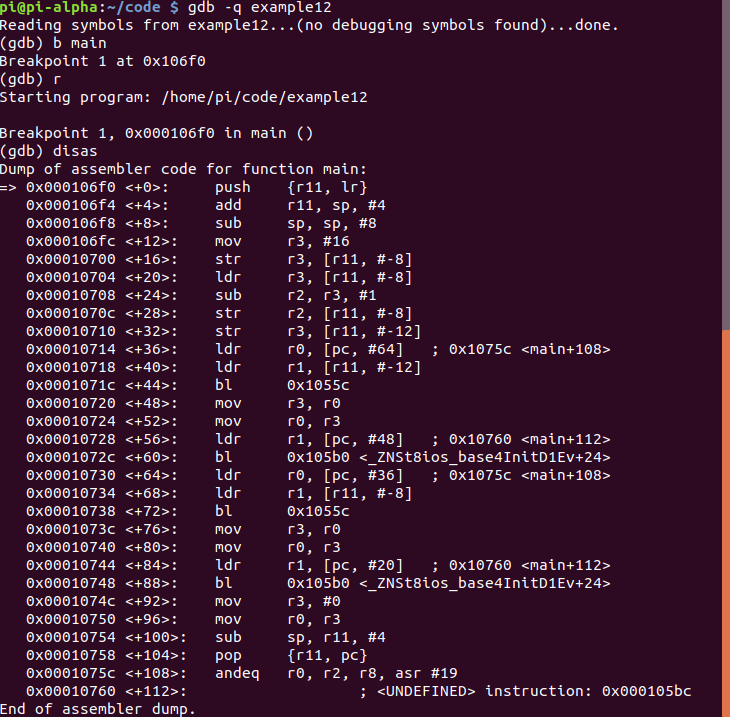 pi@pi-alpha:~/code $ gdb -q example12
Reading symbols from example12...(no debugging symbols found)...done.
(gdb) b main
Breakpoint 1 at 0x106f0
(gdb) r
Starting program: /home/pi/code/example12

Breakpoint 1, 0x000106f0 in main ()
(gdb) disas
Dump of assembler code for function main:
=> 0x000106f0 <+0>:     push    {r11, lr}
   0x000106f4 <+4>:     add     r11, sp, #4
   0x000106f8 <+8>:     sub     sp, sp, #8
   0x000106fc <+12>:    mov     r3, #16
   0x00010700 <+16>:    str     r3, [r11, #-8]
   0x00010704 <+20>:    ldr     r3, [r11, #-8]
   0x00010708 <+24>:    sub     r2, r3, #1
   0x0001070c <+28>:    str     r2, [r11, #-8]
   0x00010710 <+32>:    str     r3, [r11, #-12]
   0x00010714 <+36>:    ldr     r0, [pc, #64]   ; 0x1075c <main+108>
   0x00010718 <+40>:    ldr     r1, [r11, #-12]
   0x0001071c <+44>:    bl      0x1055c
   0x00010720 <+48>:    mov     r3, r0
   0x00010724 <+52>:    mov     r0, r3
   0x00010728 <+56>:    ldr     r1, [pc, #48]   ; 0x10760 <main+112>
   0x0001072c <+60>:    bl      0x105b0 <_ZNSt8ios_base4InitD1Ev+24>
   0x00010730 <+64>:    ldr     r0, [pc, #36]   ; 0x1075c <main+108>
   0x00010734 <+68>:    ldr     r1, [r11, #-8]
   0x00010738 <+72>:    bl      0x1055c
   0x0001073c <+76>:    mov     r3, r0
   0x00010740 <+80>:    mov     r0, r3
   0x00010744 <+84>:    ldr     r1, [pc, #20]   ; 0x10760 <main+112>
   0x00010748 <+88>:    bl      0x105b0 <_ZNSt8ios_base4InitD1Ev+24>
   0x0001074c <+92>:    mov     r3, #0
   0x00010750 <+96>:    mov     r0, r3
   0x00010754 <+100>:   sub     sp, r11, #4
   0x00010758 <+104>:   pop     {r11, pc}
   0x0001075c <+108>:   andeq   r0, r2, r8, asr #19
   0x00010760 <+112>:                   ; <UNDEFINED> instruction: 0x000105bc
End of assembler dump.